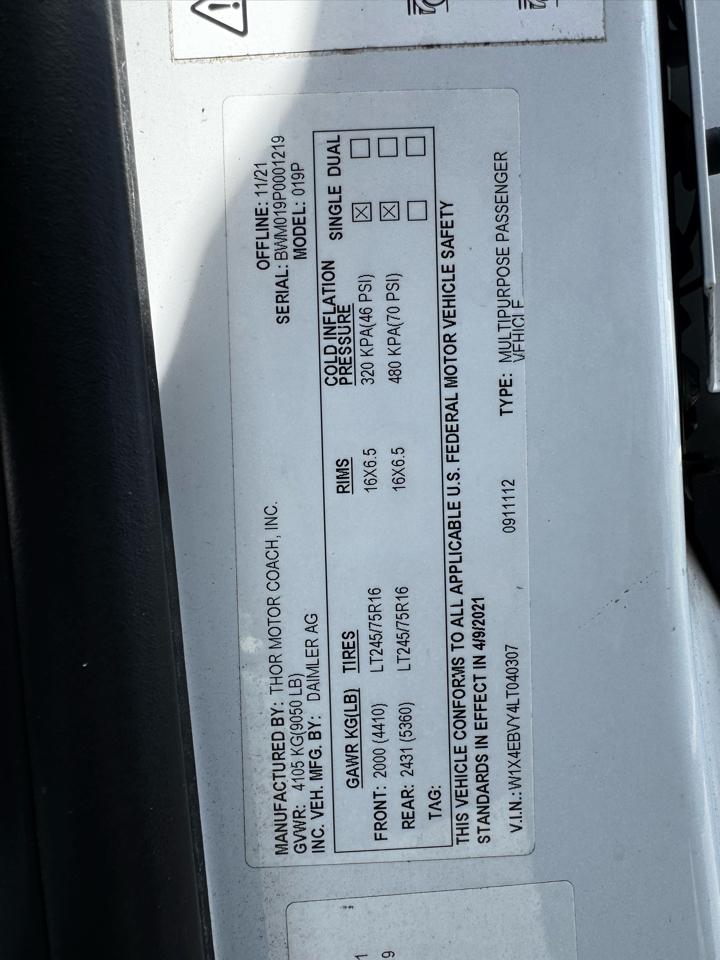 MANUFACTURED BY: THOR MOTOR COACH, INC.
OFFLINE: 11/21
GVWR: 4105 KG(9050 LB)
SERIAL: BWM019P0001219
INC. VEH. MFG. BY: DAIMLER AG
MODEL: 019P
GAWR KG(LB) TIRES RIMS COLD INFLATION PRESSURE SINGLE DUAL
FRONT: 2000 (4410) LT245/75R16 16X6.5 320 KPA(46 PSI) ☒ ☐
REAR: 2431 (5360) LT245/75R16 16X6.5 480 KPA(70 PSI) ☒ ☐
TAG: ☐ ☐
THIS VEHICLE CONFORMS TO ALL APPLICABLE U.S. FEDERAL MOTOR VEHICLE SAFETY
STANDARDS IN EFFECT IN 4/9/2021
V.I.N.: W1X4EBVY4LT040307 0911112 TYPE: MULTIPURPOSE PASSENGER
VEHICLE
1
9